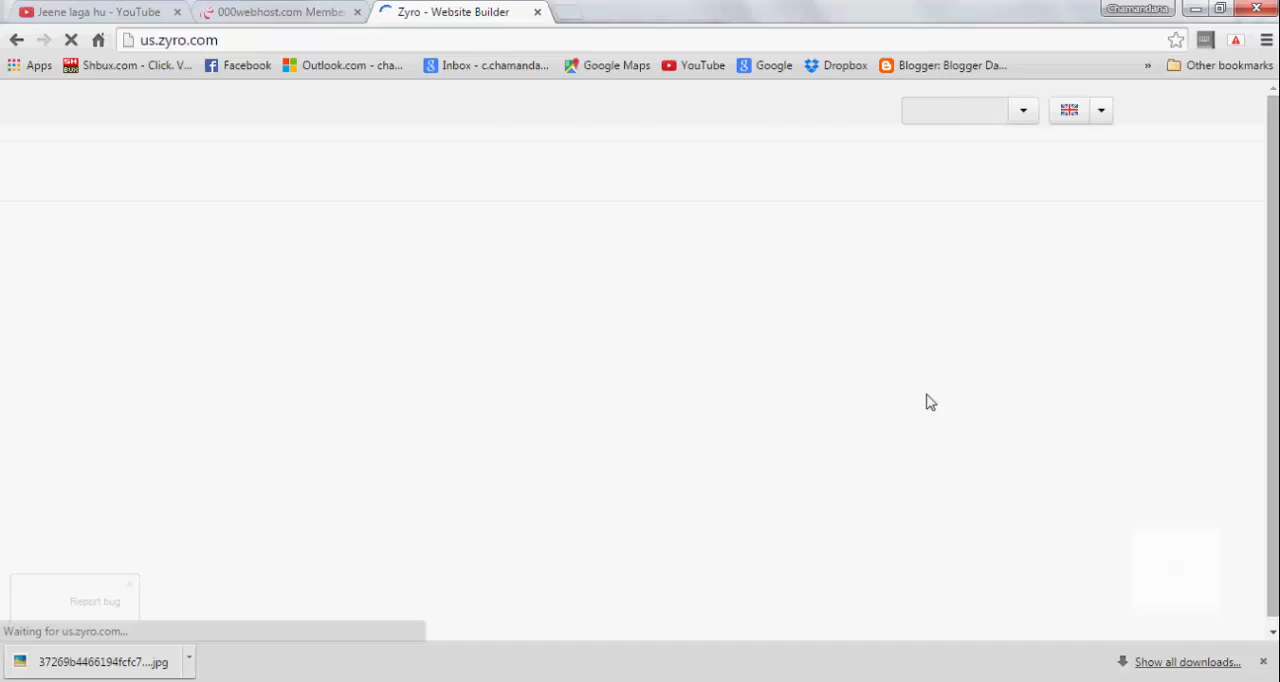 Jeene laga hu - YouTube
000webhost.com Membe
Zyro - Website Builder
Chamandana
us.zyro.com
Apps
Shbux.com - Click. V...
Facebook
Outlook.com - cha...
Inbox - c.chamanda...
Google Maps
YouTube
Google
Dropbox
Blogger: Blogger Da...
»
Other bookmarks
Report bug
Waiting for us.zyro.com...
37269b4466194fcfc7....jpg
Show all downloads...